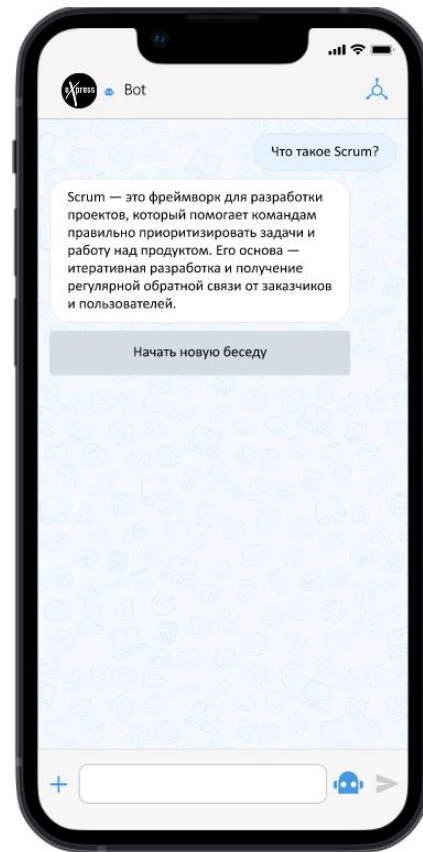 eXpress
Bot
Что такое Scrum?
Scrum — это фреймворк для разработки
проектов, который помогает командам
правильно приоритизировать задачи и
работу над продуктом. Его основа —
итеративная разработка и получение
регулярной обратной связи от заказчиков
и пользователей.
Начать новую беседу